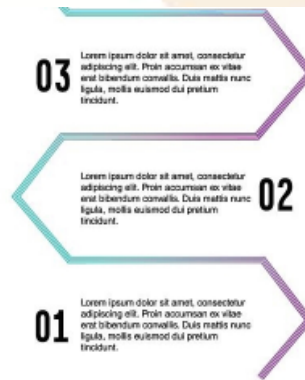 03
Lorem ipsum dolor sit amet, consectetur
adipiscing elit. Proin accumsan ex vitae
erat bibendum convallis. Duis mattis nunc
ligula, mollis euismod dui pretium
tincidunt.
Lorem ipsum dolor sit amet, consectetur
adipiscing elit. Proin accumsan ex vitae
erat bibendum convallis. Duis mattis nunc
ligula, mollis euismod dui pretium
tincidunt.
02
01
Lorem ipsum dolor sit amet, consectetur
adipiscing elit. Proin accumsan ex vitae
erat bibendum convallis. Duis mattis nunc
ligula, mollis euismod dui pretium
tincidunt.